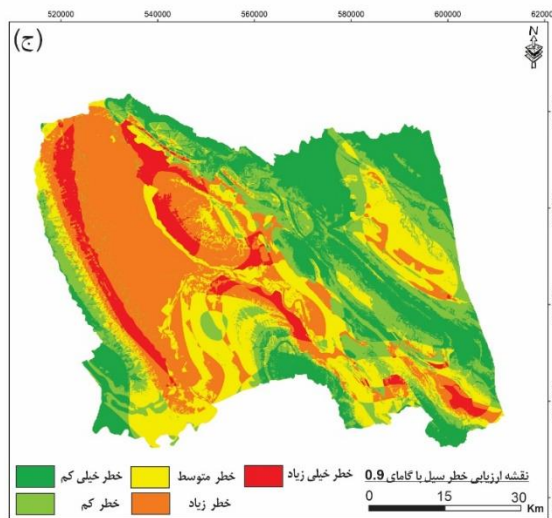 520000 540000 560000 580000 600000 62000
(ج)
N
خطر خیلی کم خطر متوسط خطر خیلی زیاد
خطر کم خطر زیاد
نقشه ارزیابی خطر سیل با گامای 0.9
0 15 30
Km